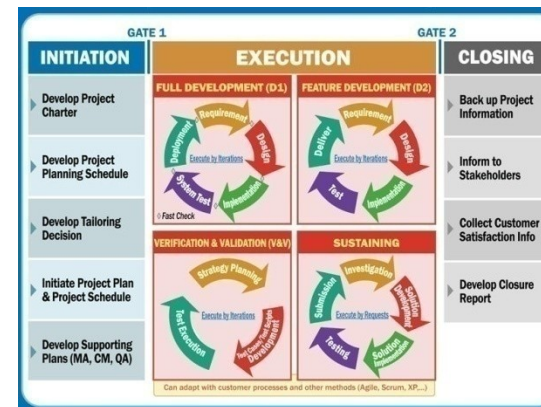 GATE 1
GATE 2
INITIATION
Develop Project
Charter
Develop Project
Planning Schedule
Develop Tailoring
Decision
Initiate Project Plan
& Project Schedule
Develop Supporting
Plans (MA, CM, QA)
EXECUTION
FULL DEVELOPMENT (D1)
Requirement
Design
Implementation
System Test
Deployment
Execute by Iterations
◊ Fast Check
FEATURE DEVELOPMENT (D2)
Requirement
Design
Implementation
Test
Deliver
Execute by Iterations
VERIFICATION & VALIDATION (V&V)
Strategy Planning
Test Cases/Test Scripts
Development
Test Execution
Execute by Iterations
SUSTAINING
Investigation
Solution
Development
Solution
Implementation
Testing
Submission
Execute by Requests
Can adapt with customer processes and other methods (Agile, Scrum, XP,...)
CLOSING
Back up Project
Information
Inform to
Stakeholders
Collect Customer
Satisfaction Info
Develop Closure
Report